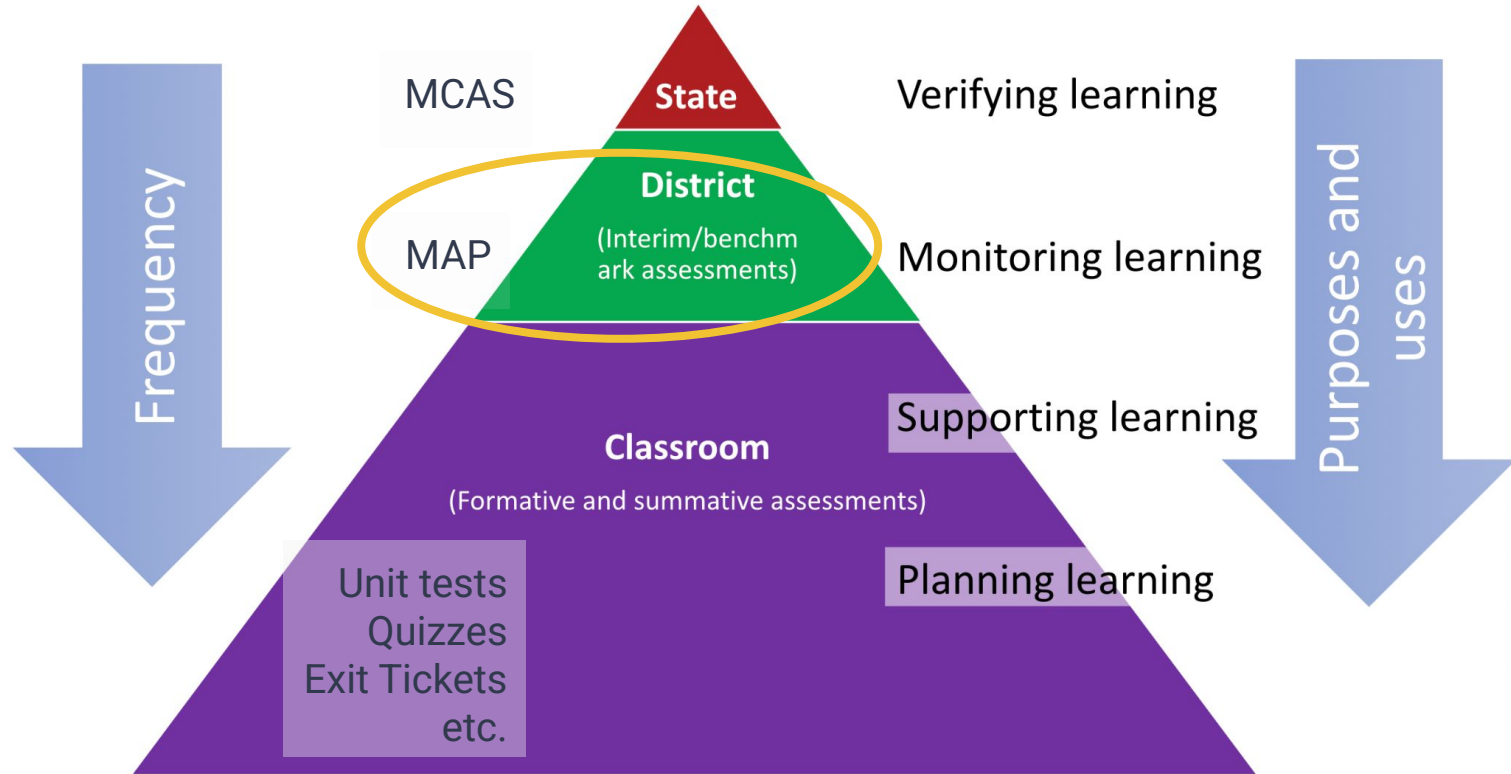 Frequency
MCAS
State
Verifying learning
District
(Interim/benchm
ark assessments)
MAP
Monitoring learning
Purposes and
uses
Classroom
(Formative and summative assessments)
Supporting learning
Unit tests
Quizzes
Exit Tickets
etc.
Planning learning